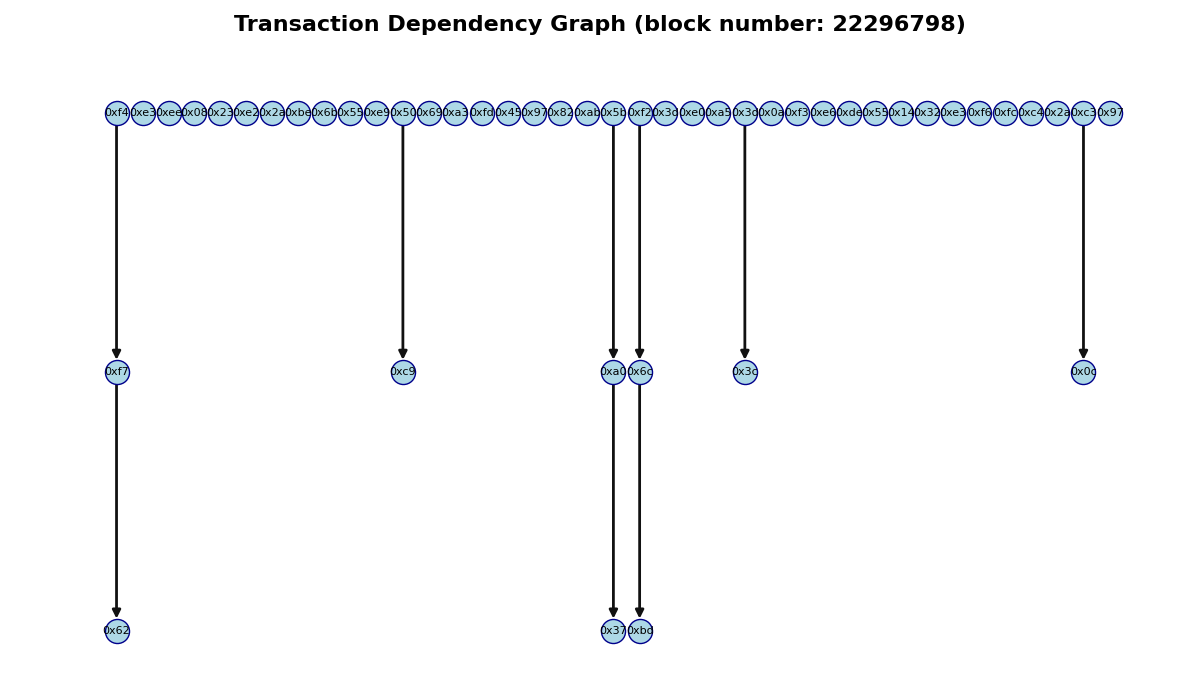 Transaction Dependency Graph (block number: 22296798)
0xf4 0xe3 0xee 0x08 0x23 0xe2 0x2a 0xbe 0x6b 0x55 0xe9 0x50 0x69 0xa3 0xfd 0x45 0x97 0x82 0xab 0x5b 0xf2 0x3c 0xe0 0xa5 0x3d 0x0a 0xf3 0xe6 0xde 0x55 0x14 0x32 0xe3 0xf6 0xfc 0xc4 0x2a 0xc3 0x97
0xf7 0xc9 0xa0 0x6c 0x3c 0x0c
0x62 0x37 0xbd